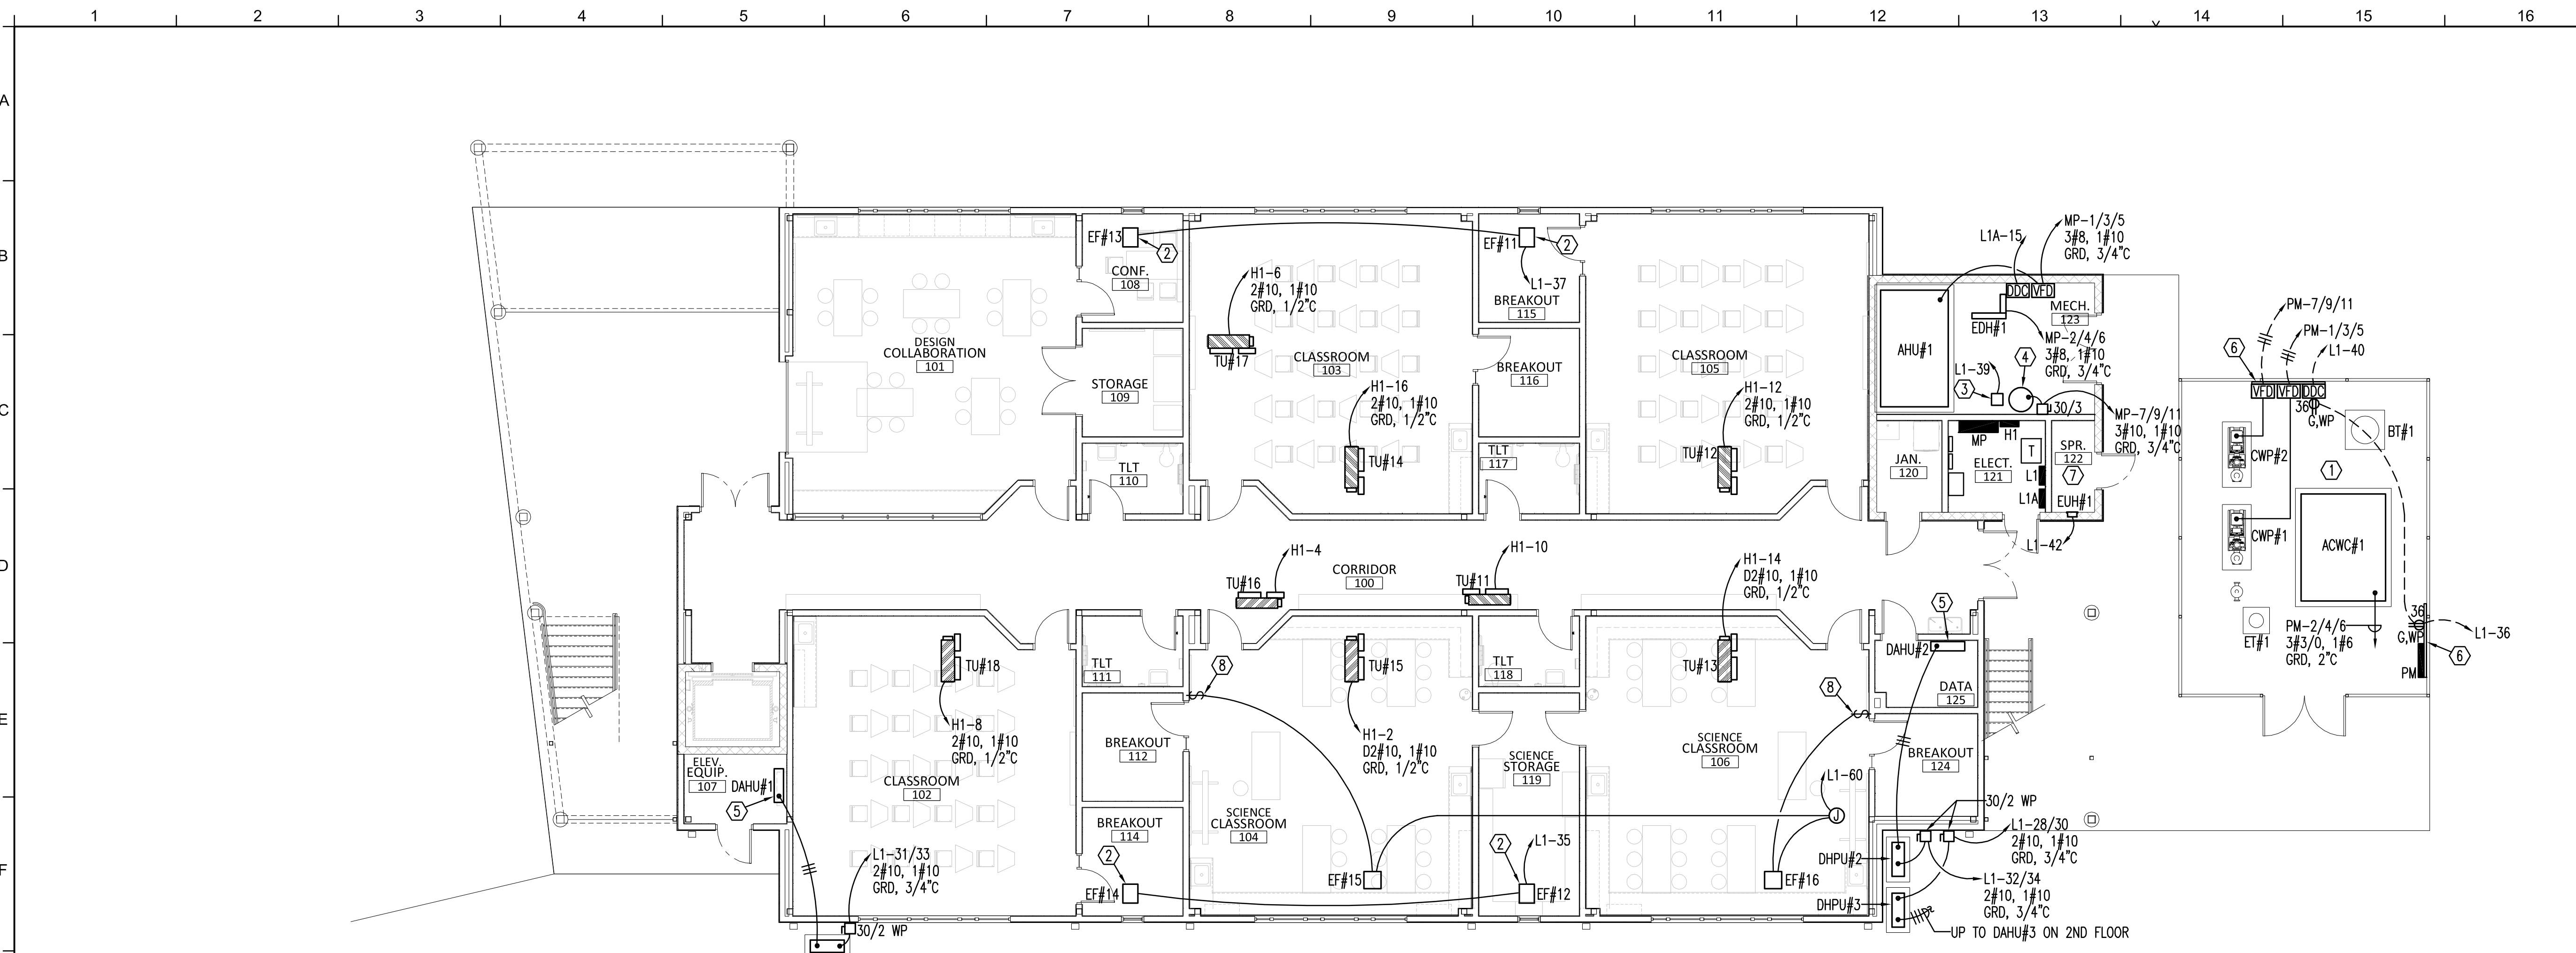 1 2 3 4 5 6 7 8 9 10 11 12 13 14 15 16
A
B
C
D
E
F
EF#13
2
CONF.
108
H1-6
2#10, 1#10
GRD, 1/2"C
TU#17
EF#11
2
L1-37
BREAKOUT
115
L1A-15
MP-1/3/5
3#8, 1#10
GRD, 3/4"C
DDC
VFD
MECH.
123
EDH#1
MP-2/4/6
3#8, 1#10
GRD, 3/4"C
AHU#1
L1-39
3
4
30/3
MP-7/9/11
3#10, 1#10
GRD, 3/4"C
PM-7/9/11
PM-1/3/5
L1-40
6
VFD
VFD
DDC
36
G,WP
BT#1
CWP#2
1
CWP#1
ACWC#1
DESIGN
COLLABORATION
101
STORAGE
109
CLASSROOM
103
H1-16
2#10, 1#10
GRD, 1/2"C
TU#14
BREAKOUT
116
CLASSROOM
105
H1-12
2#10, 1#10
GRD, 1/2"C
TU#12
TLT
110
TLT
117
JAN.
120
MP
H1
T
ELECT.
121
L1
L1A
SPR.
122
7
EUH#1
L1-42
TU#16
H1-4
CORRIDOR
100
TU#11
H1-10
H1-14
D2#10, 1#10
GRD, 1/2"C
5
ET#1
PM-2/4/6
3#3/0, 1#6
GRD, 2"C
36
G,WP
L1-36
6
PM
TU#18
TLT
111
8
TU#15
TLT
118
TU#13
8
DAHU#2
DATA
125
H1-8
2#10, 1#10
GRD, 1/2"C
BREAKOUT
112
H1-2
D2#10, 1#10
GRD, 1/2"C
SCIENCE
STORAGE
119
SCIENCE
CLASSROOM
106
BREAKOUT
124
ELEV.
EQUIP.
107
DAHU#1
5
CLASSROOM
102
L1-60
J
30/2 WP
BREAKOUT
114
SCIENCE
CLASSROOM
104
L1-31/33
2#10, 1#10
GRD, 3/4"C
2
EF#14
EF#15
2
L1-35
EF#12
EF#16
DHPU#2
L1-28/30
2#10, 1#10
GRD, 3/4"C
L1-32/34
2#10, 1#10
GRD, 3/4"C
DHPU#3
D2
30/2 WP
UP TO DAHU#3 ON 2ND FLOOR